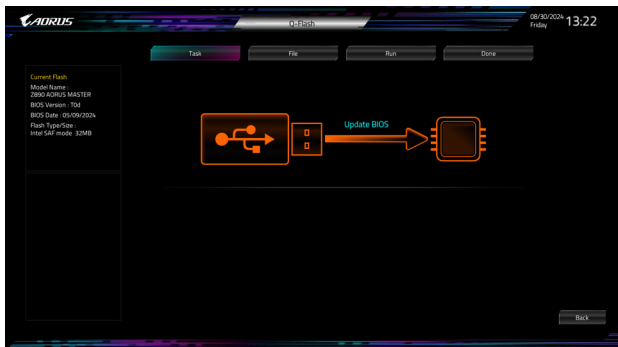 AORUS
Q-Flash
08/30/2024
Friday
13:22
Task
File
Run
Done
Current Flash
Model Name :
Z890 AORUS MASTER
BIOS Version : T0d
BIOS Date : 05/09/2024
Flash Type/Size :
Intel SAF mode 32MB
Update BIOS
Back